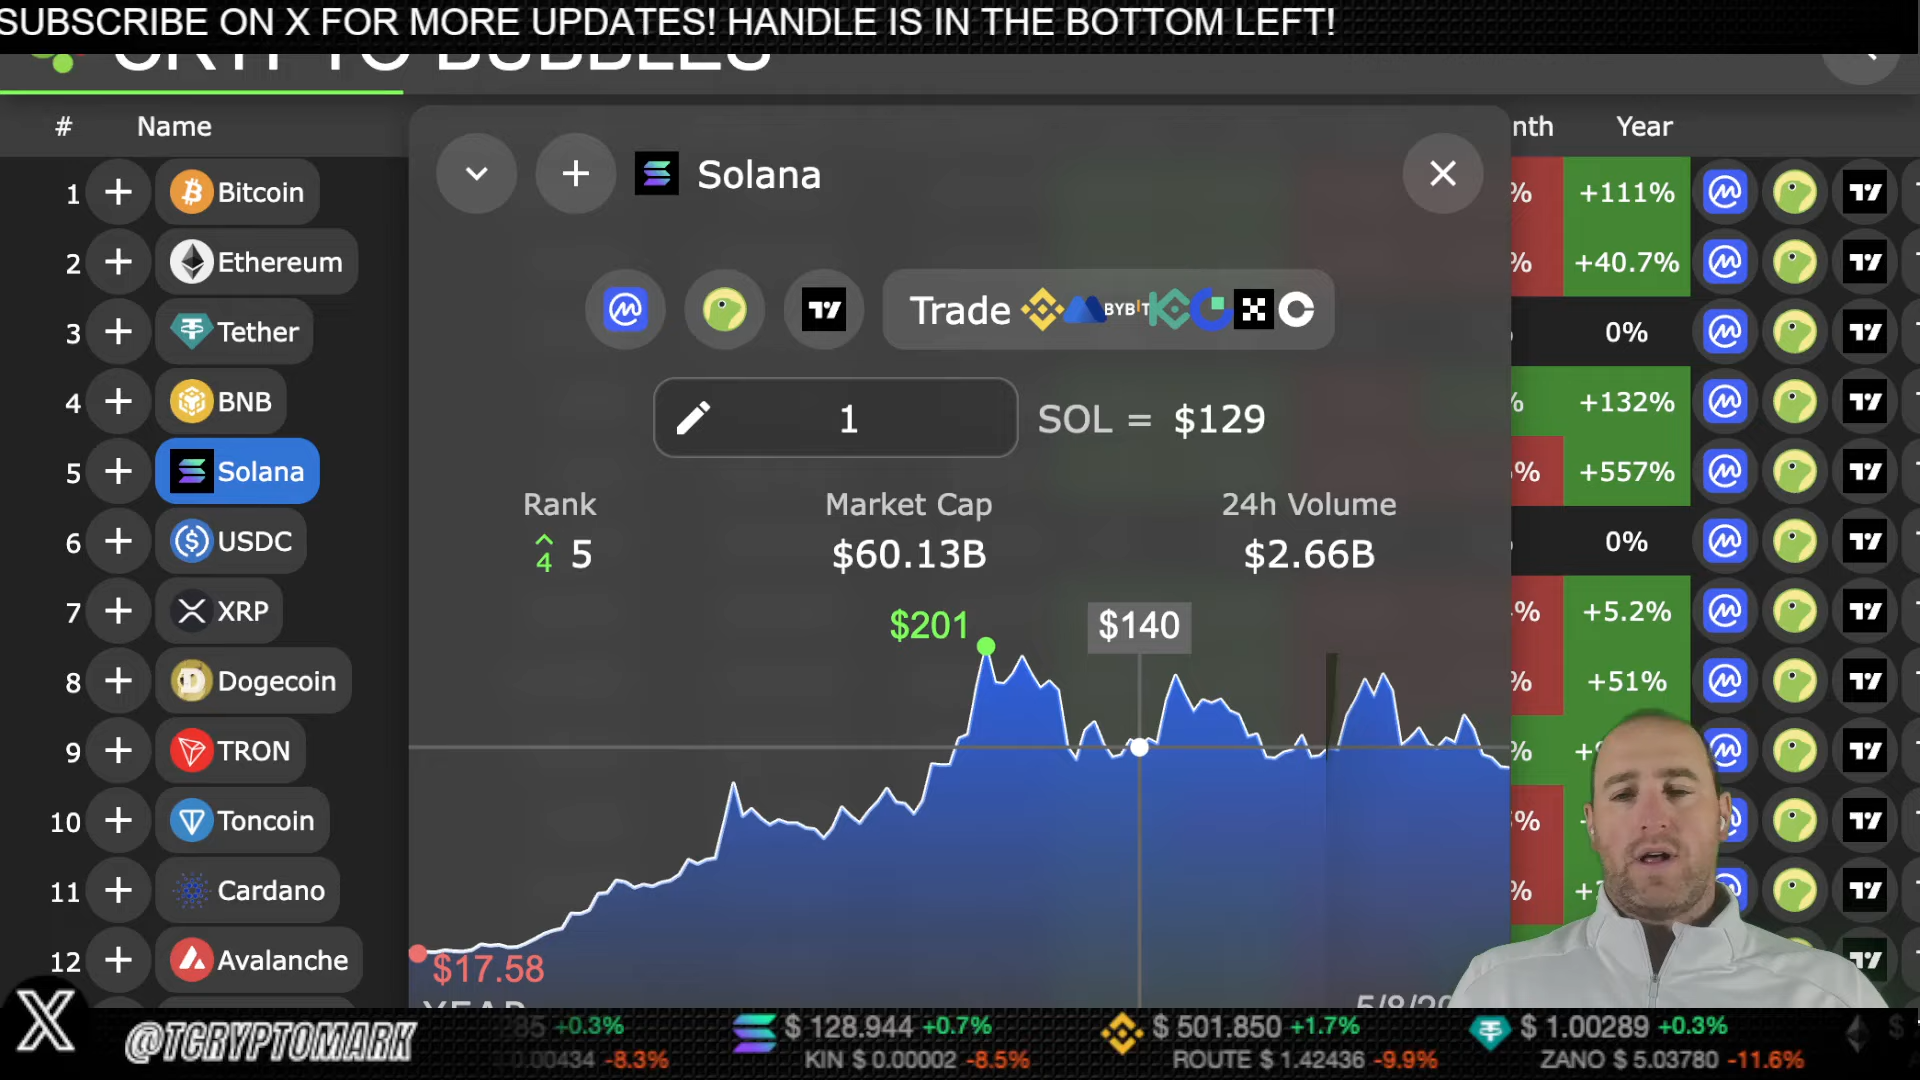 SUBSCRIBE ON X FOR MORE UPDATES! HANDLE IS IN THE BOTTOM LEFT!
CRYPTO BUBBLES
# Name
nth Year
Solana
Trade BYBIT
1 SOL = $129
Rank Market Cap 24h Volume
4 5 $60.13B $2.66B
$201 $140
$17.58
YEAR
1 Bitcoin % +111%
2 Ethereum % +40.7%
3 Tether 0%
4 BNB % +132%
5 Solana % +557%
6 USDC 0%
7 XRP % +5.2%
8 Dogecoin % +51%
9 TRON % +
10 Toncoin %
11 Cardano % +
12 Avalanche
X @TCRYPTOMARK
+0.3% $ 128.944 +0.7% $ 501.850 +1.7% $ 1.00289 +0.3% $
0.00434 -8.3% KIN $ 0.00002 -8.5% ROUTE $ 1.42436 -9.9% ZANO $ 5.03780 -11.6%